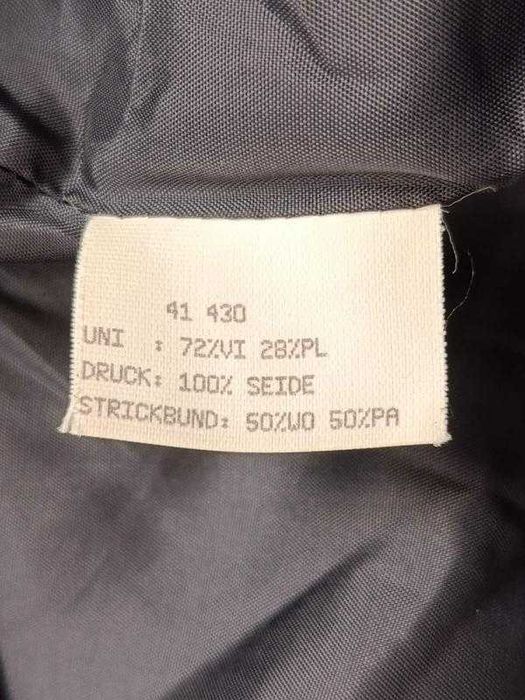 41 430
UNI : 72%VI 28%PL
DRUCK: 100% SEIDE
STRICKBUND: 50%WO 50%PA